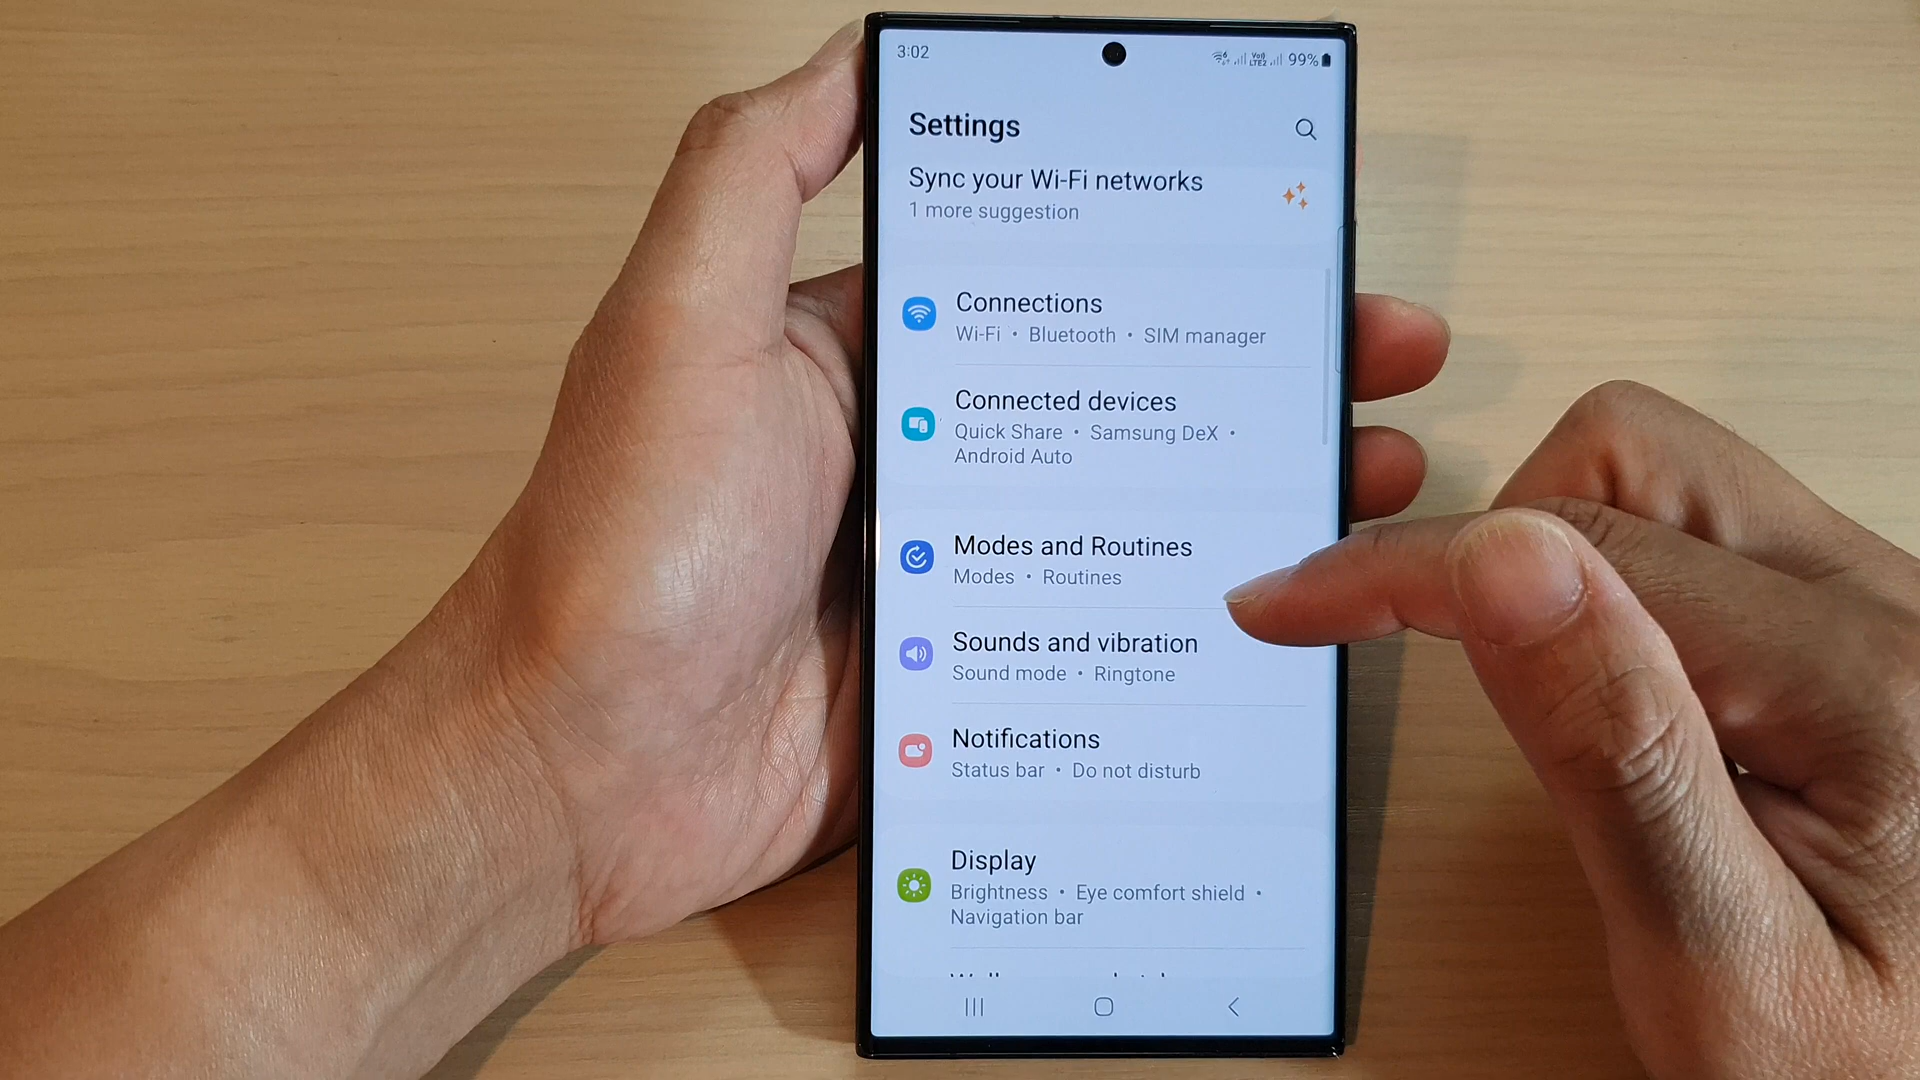 3:02
Vo))
LTE2
99%
Settings
Sync your Wi-Fi networks
1 more suggestion
Connections
Wi-Fi • Bluetooth • SIM manager
Connected devices
Quick Share • Samsung DeX •
Android Auto
Modes and Routines
Modes • Routines
Sounds and vibration
Sound mode • Ringtone
Notifications
Status bar • Do not disturb
Display
Brightness • Eye comfort shield •
Navigation bar